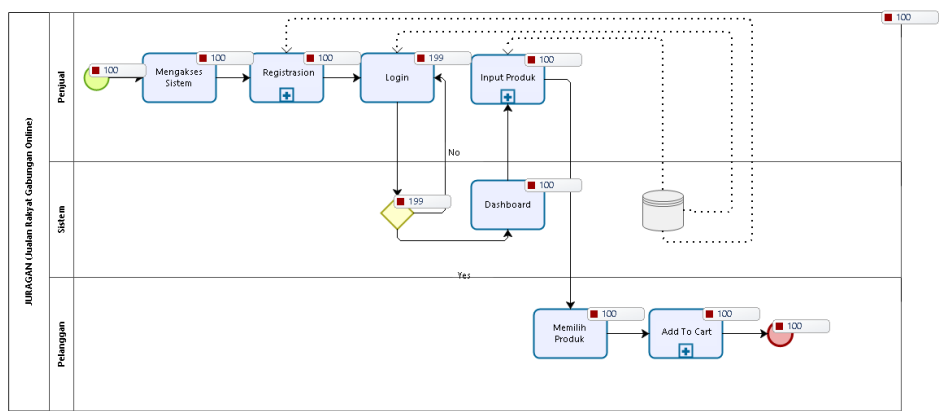 100
JURAGAN (Jualan Rakyat Gabungan Online)
Penjual
100
Mengakses
Sistem
100
Registrasion
100
Login
199
Input Produk
100
No
Sistem
199
Dashboard
100
Yes
Pelanggan
Memilih
Produk
100
Add To Cart
100
100